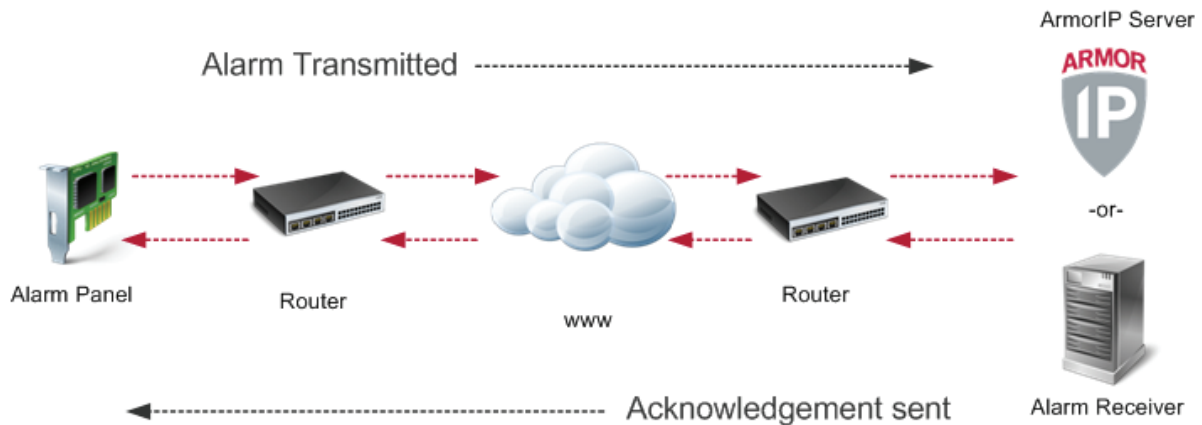 ArmorIP Server
Alarm Transmitted
ARMOR
IP
-or-
Alarm Panel
Router
www
Router
Acknowledgement sent
Alarm Receiver